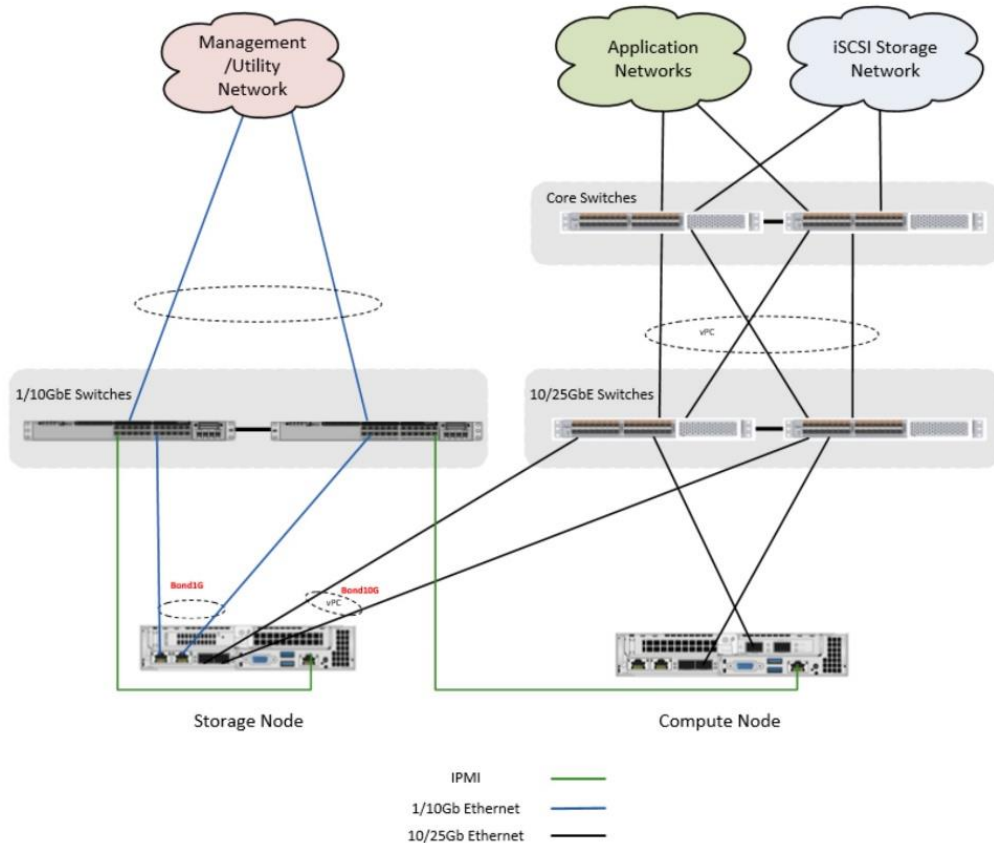 Management
/Utility
Network
Application
Networks
iSCSI Storage
Network
Core Switches
vPC
1/10GbE Switches
10/25GbE Switches
Bond1G
Bond10G
vPC
Storage Node
Compute Node
IPMI
1/10Gb Ethernet
10/25Gb Ethernet